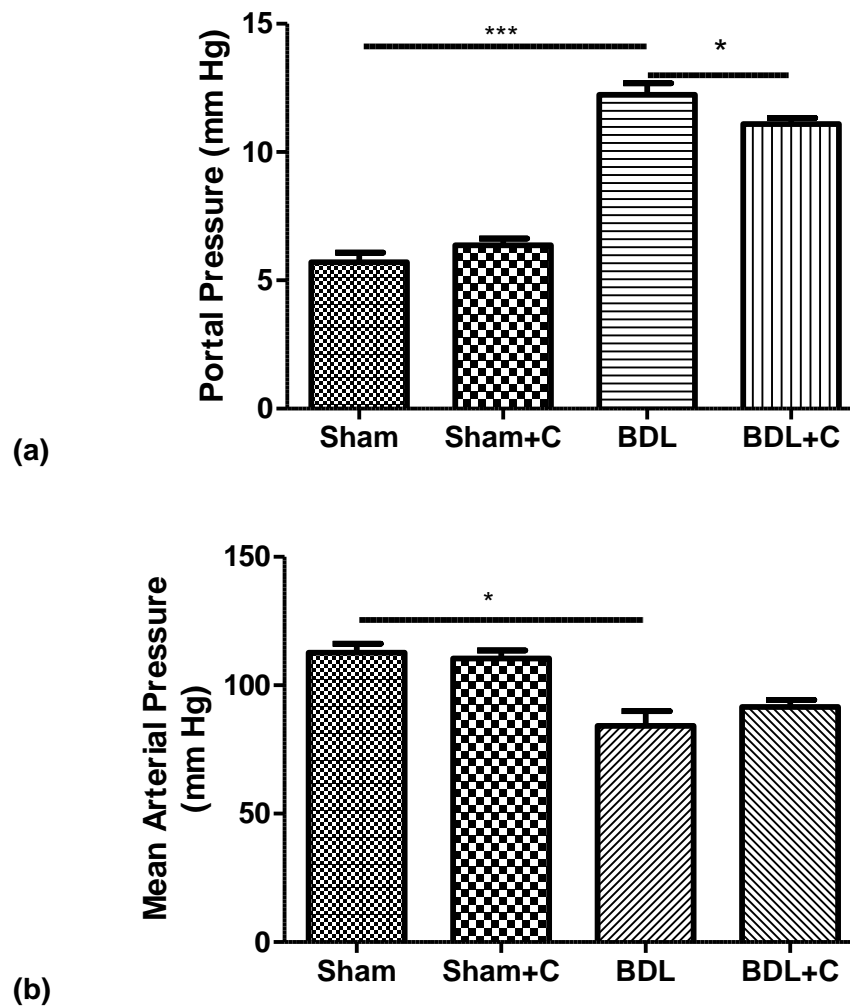 Portal Pressure (mm Hg)
15
10
5
0
***
*
Sham Sham+C BDL BDL+C
(a)
Mean Arterial Pressure
(mm Hg)
150
100
50
0
*
Sham Sham+C BDL BDL+C
(b)